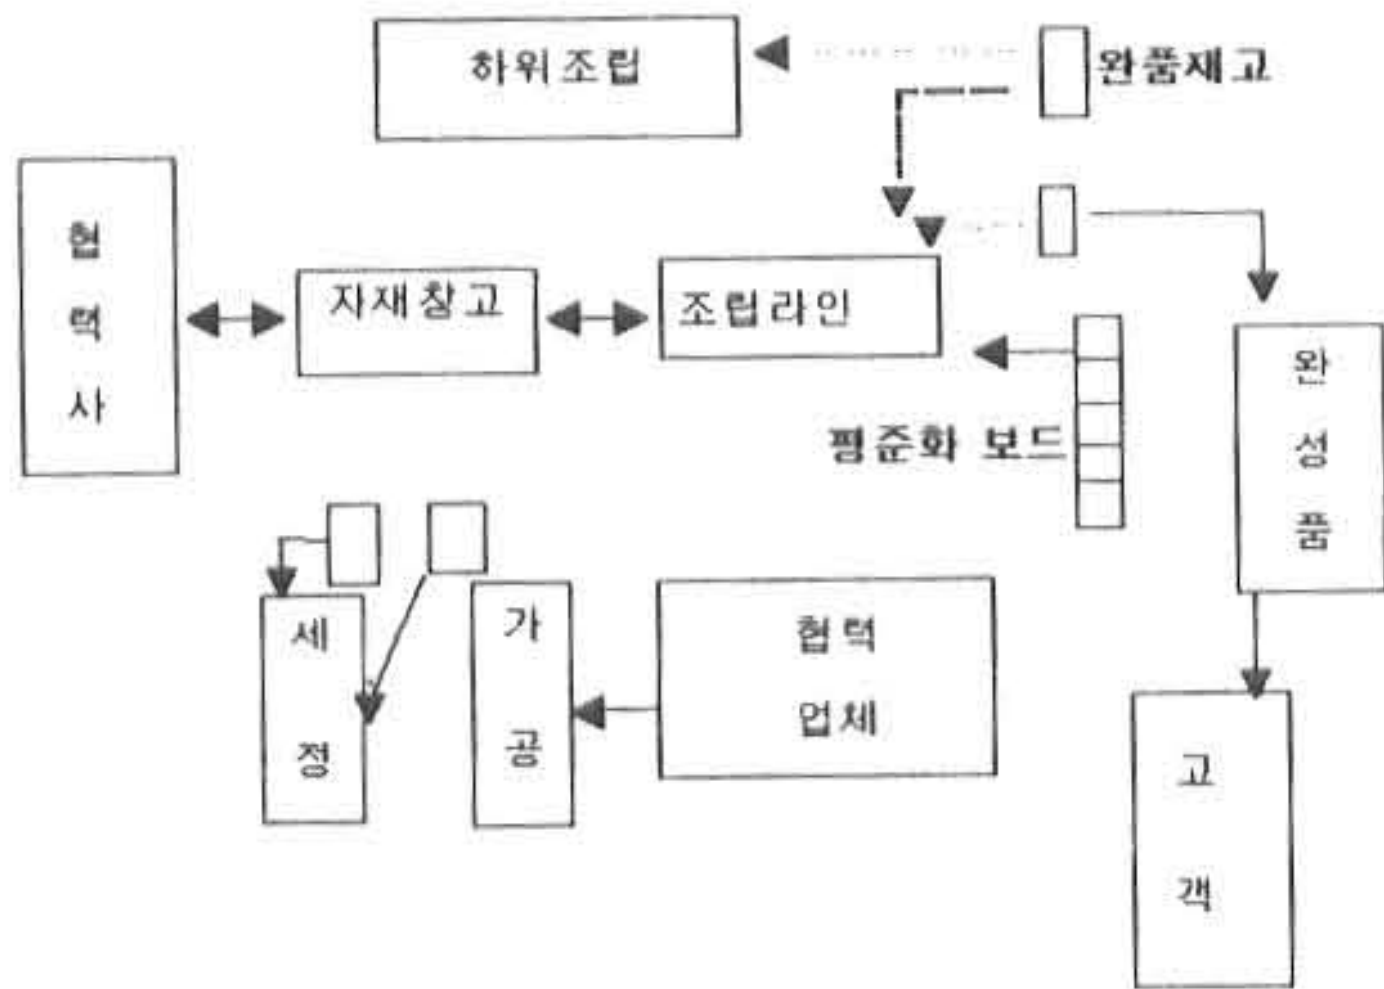 하위조립
완품재고
협력사
자재창고
조립라인
평준화 보드
완성품
세정
가공
협력
업체
고객